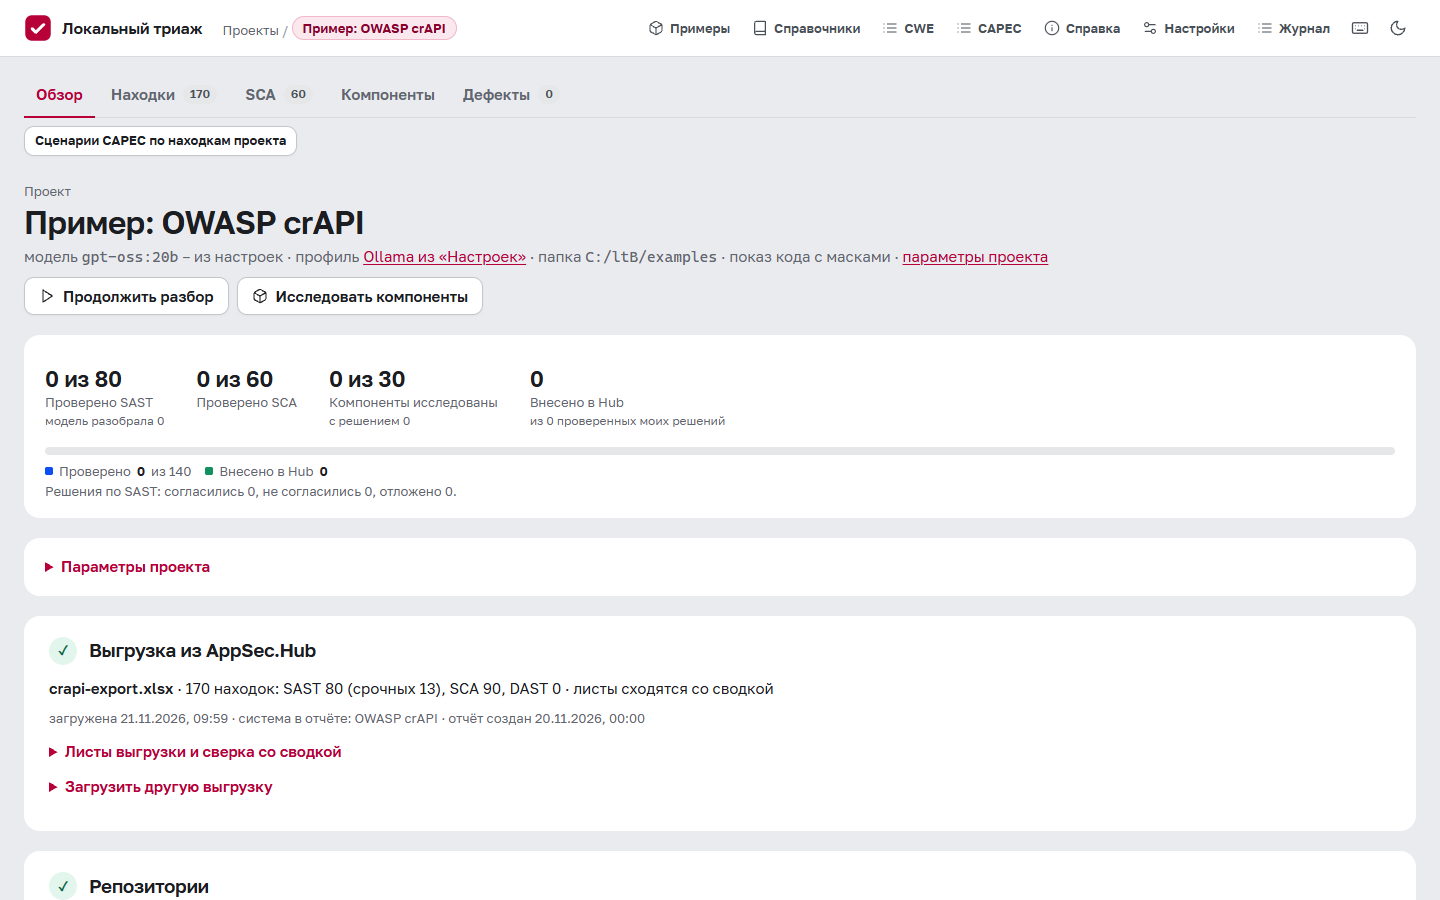 Локальный триаж
Проекты / Пример: OWASP crAPI
Примеры
Справочники
CWE
CAPEC
Справка
Настройки
Журнал
Обзор
Находки 170
SCA 60
Компоненты
Дефекты 0
Сценарии CAPEC по находкам проекта
Проект
Пример: OWASP crAPI
модель gpt-oss:20b – из настроек · профиль Ollama из «Настроек» · папка C:/ltB/examples · показ кода с масками · параметры проекта
Продолжить разбор
Исследовать компоненты
0 из 80
Проверено SAST
модель разобрала 0
0 из 60
Проверено SCA
0 из 30
Компоненты исследованы
с решением 0
0
Внесено в Hub
из 0 проверенных моих решений
Проверено 0 из 140 Внесено в Hub 0
Решения по SAST: согласились 0, не согласились 0, отложено 0.
Параметры проекта
Выгрузка из AppSec.Hub
crapi-export.xlsx · 170 находок: SAST 80 (срочных 13), SCA 90, DAST 0 · листы сходятся со сводкой
загружена 21.11.2026, 09:59 · система в отчёте: OWASP crAPI · отчёт создан 20.11.2026, 00:00
Листы выгрузки и сверка со сводкой
Загрузить другую выгрузку
Репозитории